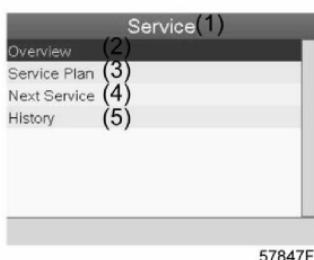 Service(1)
Overview (2)
Service Plan (3)
Next Service (4)
History (5)
57847F